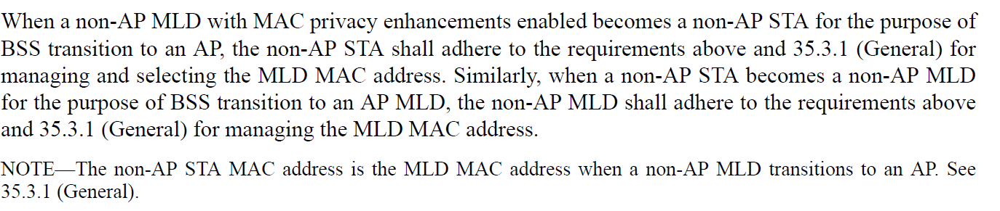 When a non-AP MLD with MAC privacy enhancements enabled becomes a non-AP STA for the purpose of
BSS transition to an AP, the non-AP STA shall adhere to the requirements above and 35.3.1 (General) for
managing and selecting the MLD MAC address. Similarly, when a non-AP STA becomes a non-AP MLD
for the purpose of BSS transition to an AP MLD, the non-AP MLD shall adhere to the requirements above
and 35.3.1 (General) for managing the MLD MAC address.
NOTE—The non-AP STA MAC address is the MLD MAC address when a non-AP MLD transitions to an AP. See
35.3.1 (General).